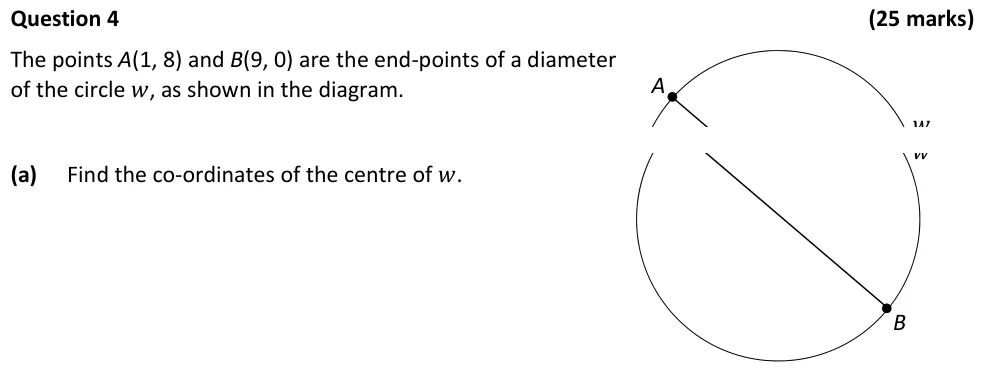 Question 4 (25 marks)
The points A(1, 8) and B(9, 0) are the end-points of a diameter
of the circle w, as shown in the diagram.
A
w
(a) Find the co-ordinates of the centre of w.
B